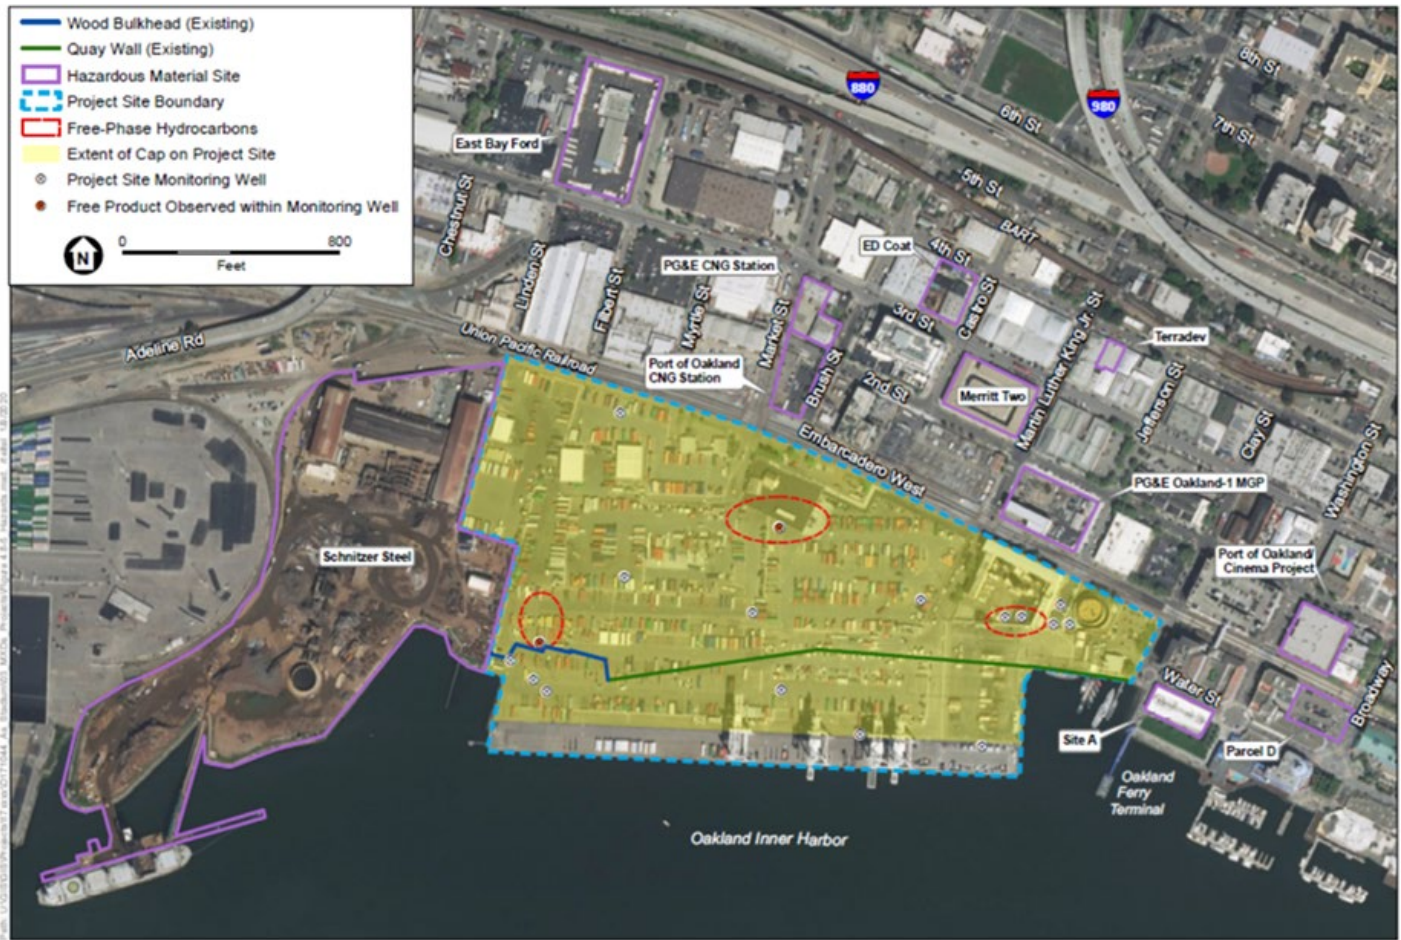 Wood Bulkhead (Existing)
Quay Wall (Existing)
Hazardous Material Site
Project Site Boundary
Free-Phase Hydrocarbons
Extent of Cap on Project Site
Project Site Monitoring Well
Free Product Observed within Monitoring Well
N
0 800
Feet
880
980
8th St
7th St
6th St
5th St
BART
East Bay Ford
Chestnut St
ED Coat
4th St
PG&E CNG Station
Linden St
Filbert St
Myrtle St
Market St
3rd St
Castro St
Martin Luther King Jr. St
Terradev
Adeline Rd
Union Pacific Railroad
Port of Oakland
CNG Station
Brush St
2nd St
Merritt Two
Jefferson St
Clay St
Washington St
Embarcadero West
PG&E Oakland-1 MGP
Schnitzer Steel
Port of Oakland/
Cinema Project
Water St
Broadway
Site A
Parcel D
Oakland
Ferry
Terminal
Oakland Inner Harbor